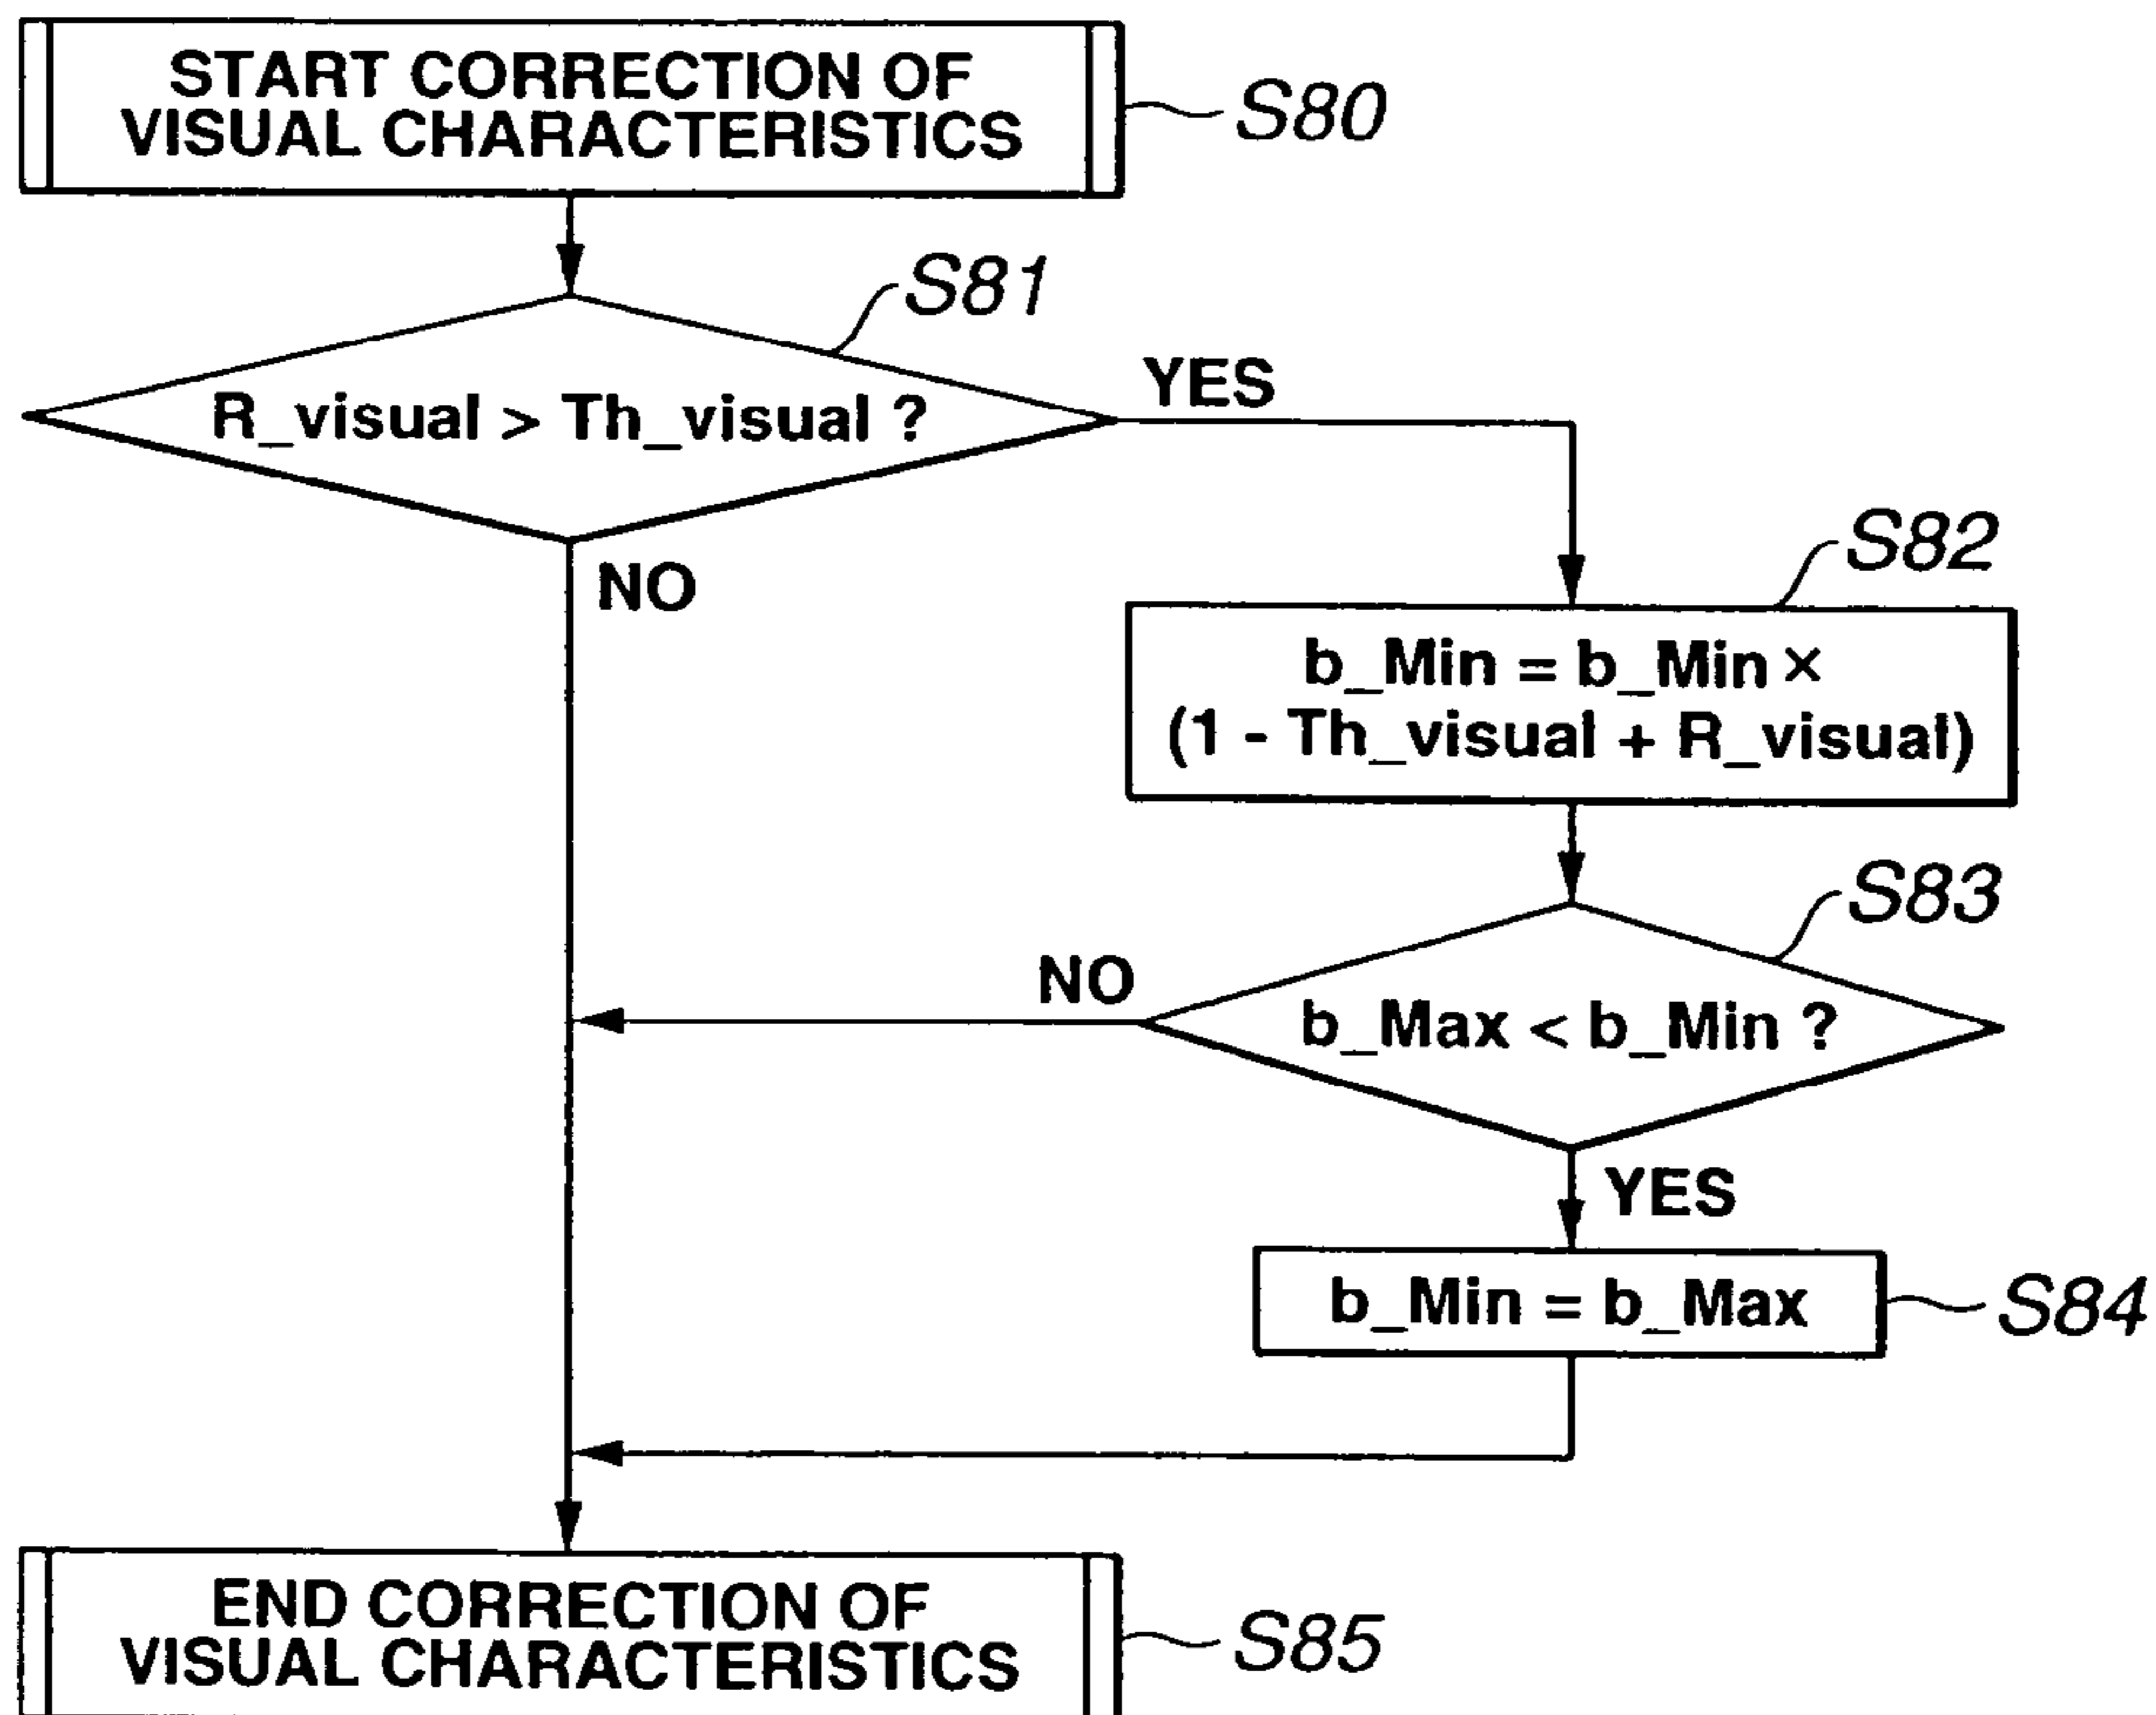 START CORRECTION OF
VISUAL CHARACTERISTICS
S80
S81
R_visual > Th_visual ?
YES
NO
S82
b_Min = b_Min ×
(1 - Th_visual + R_visual)
S83
NO
b_Max < b_Min ?
YES
b_Min = b_Max
S84
END CORRECTION OF
VISUAL CHARACTERISTICS
S85